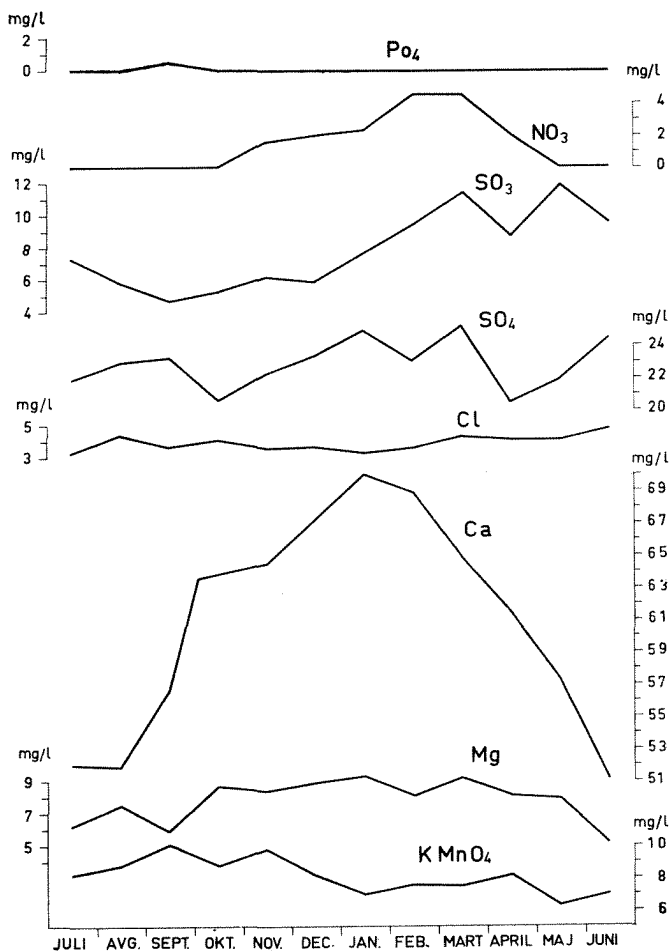 mg/l
2
0
Po₄
mg/l
4
2
0
NO₃
mg/l
12
10
8
6
4
SO₃
mg/l
24
22
20
SO₄
mg/l
5
3
Cl
mg/l
69
67
65
63
61
59
57
55
53
51
Ca
mg/l
9
7
5
Mg
mg/l
10
8
6
K MnO₄
JULI AVG. SEPT. OKT. NOV. DEC. JAN. FEB. MART APRIL MAJ JUNI